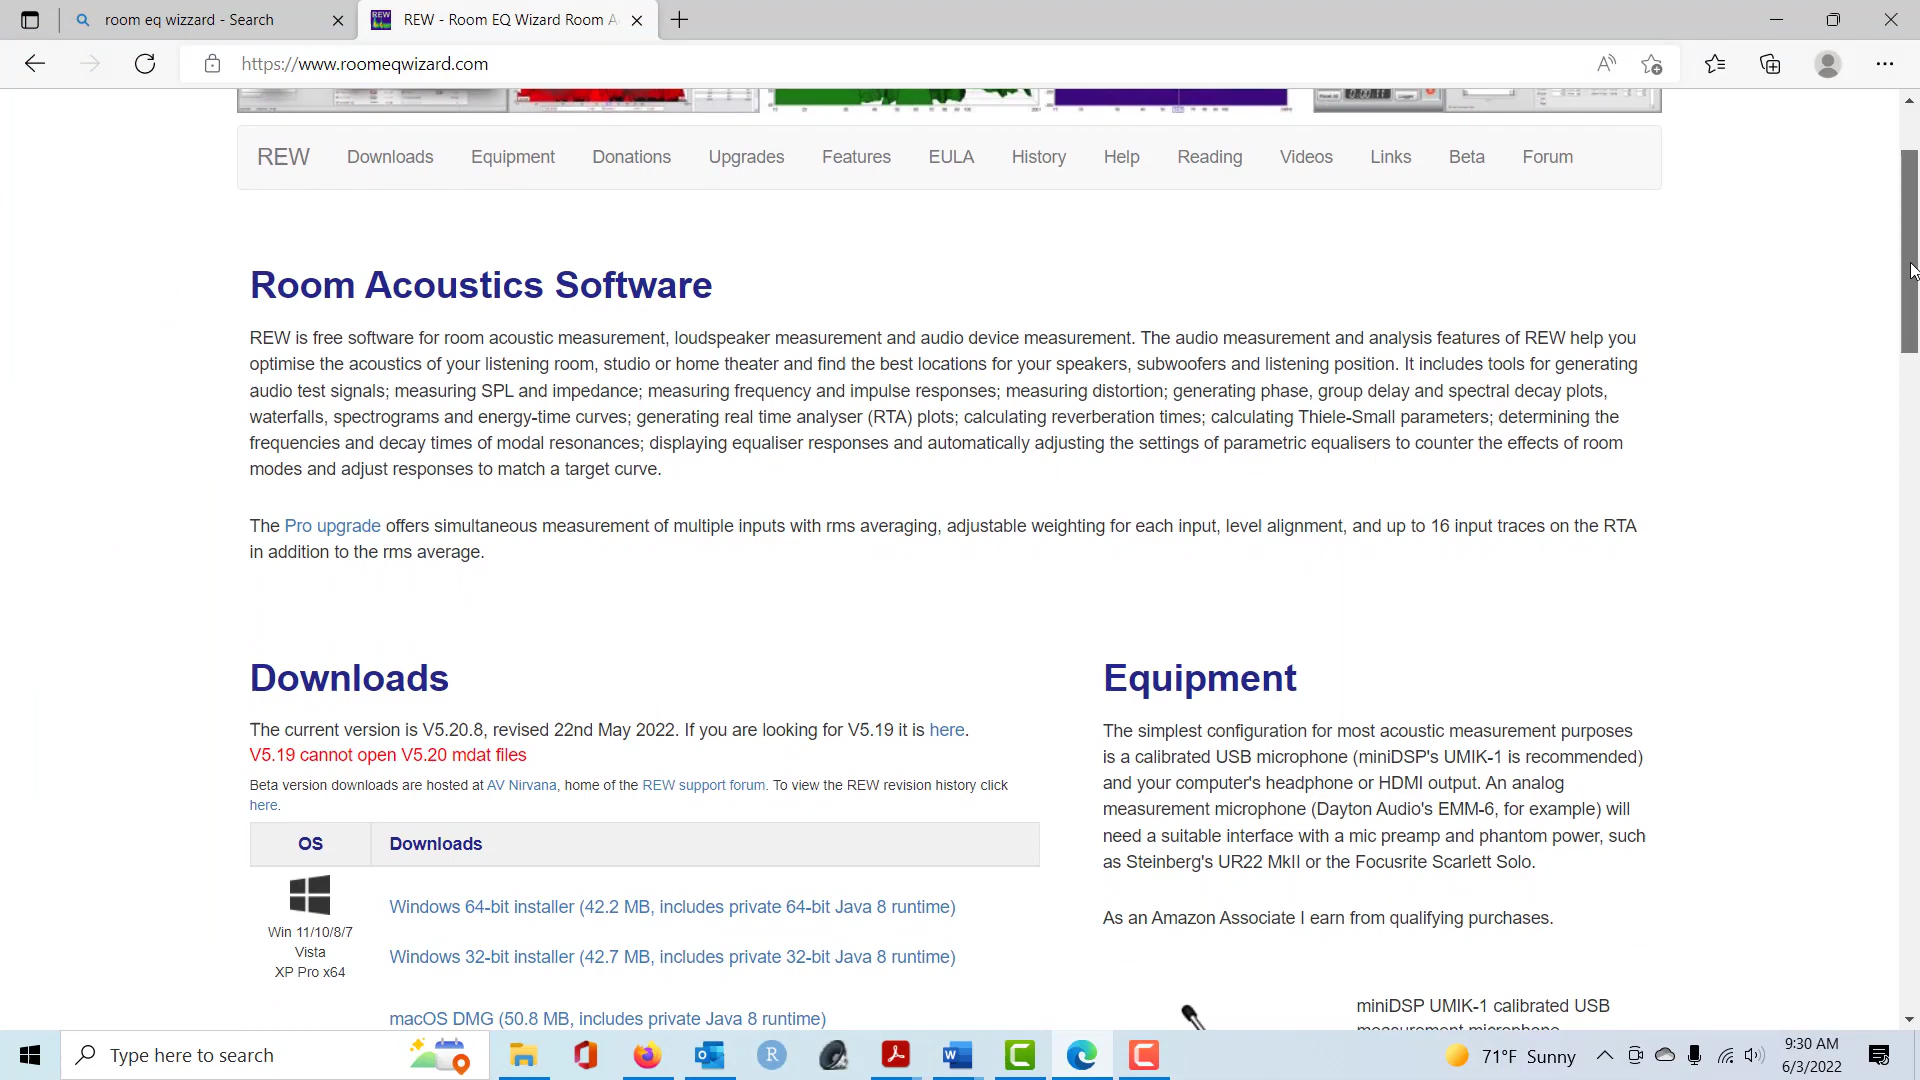 room eq wizzard - Search
REW - Room EQ Wizard Room A
https://www.roomeqwizard.com
REW Downloads Equipment Donations Upgrades Features EULA History Help Reading Videos Links Beta Forum
Room Acoustics Software
REW is free software for room acoustic measurement, loudspeaker measurement and audio device measurement. The audio measurement and analysis features of REW help you
optimise the acoustics of your listening room, studio or home theater and find the best locations for your speakers, subwoofers and listening position. It includes tools for generating
audio test signals; measuring SPL and impedance; measuring frequency and impulse responses; measuring distortion; generating phase, group delay and spectral decay plots,
waterfalls, spectrograms and energy-time curves; generating real time analyser (RTA) plots; calculating reverberation times; calculating Thiele-Small parameters; determining the
frequencies and decay times of modal resonances; displaying equaliser responses and automatically adjusting the settings of parametric equalisers to counter the effects of room
modes and adjust responses to match a target curve.
The Pro upgrade offers simultaneous measurement of multiple inputs with rms averaging, adjustable weighting for each input, level alignment, and up to 16 input traces on the RTA
in addition to the rms average.
Downloads
The current version is V5.20.8, revised 22nd May 2022. If you are looking for V5.19 it is here.
V5.19 cannot open V5.20 mdat files
Beta version downloads are hosted at AV Nirvana, home of the REW support forum. To view the REW revision history click
here.
OS Downloads
Win 11/10/8/7
Vista
XP Pro x64
Windows 64-bit installer (42.2 MB, includes private 64-bit Java 8 runtime)
Windows 32-bit installer (42.7 MB, includes private 32-bit Java 8 runtime)
macOS DMG (50.8 MB, includes private Java 8 runtime)
Equipment
The simplest configuration for most acoustic measurement purposes
is a calibrated USB microphone (miniDSP's UMIK-1 is recommended)
and your computer's headphone or HDMI output. An analog
measurement microphone (Dayton Audio's EMM-6, for example) will
need a suitable interface with a mic preamp and phantom power, such
as Steinberg's UR22 MkII or the Focusrite Scarlett Solo.
As an Amazon Associate I earn from qualifying purchases.
miniDSP UMIK-1 calibrated USB
measurement microphone
Type here to search
71°F Sunny
9:30 AM
6/3/2022